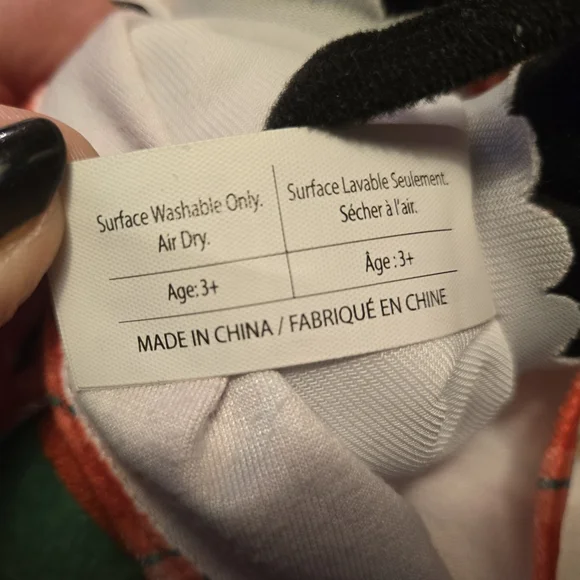 Surface Washable Only.
Air Dry.
Surface Lavable Seulement.
Sécher à l'air.
Age: 3+
Âge : 3+
MADE IN CHINA / FABRIQUÉ EN CHINE